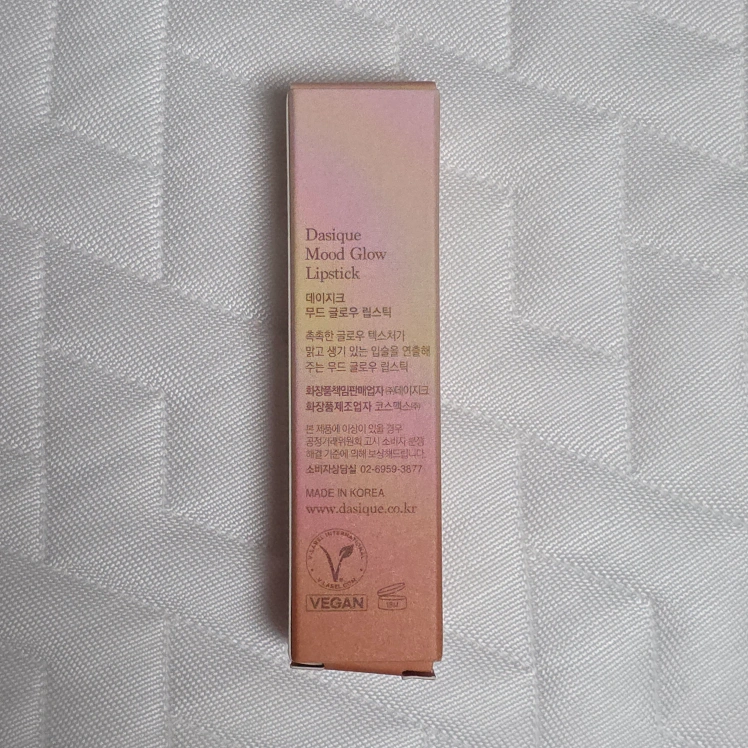 Dasique
Mood Glow
Lipstick
데이지크
무드 글로우 립스틱
촉촉한 글로우 텍스처가
맑고 생기 있는 입술을 연출해
주는 무드 글로우 립스틱
화장품책임판매업자 ㈜데이지크
화장품제조업자 코스맥스㈜
본 제품에 이상이 있을 경우
공정거래위원회 고시 소비자 분쟁
해결 기준에 의해 보상해드립니다.
소비자상담실 02-6959-3877
MADE IN KOREA
www.dasique.co.kr
V-LABEL INTERNATIONAL
V-LABEL.COM
VEGAN